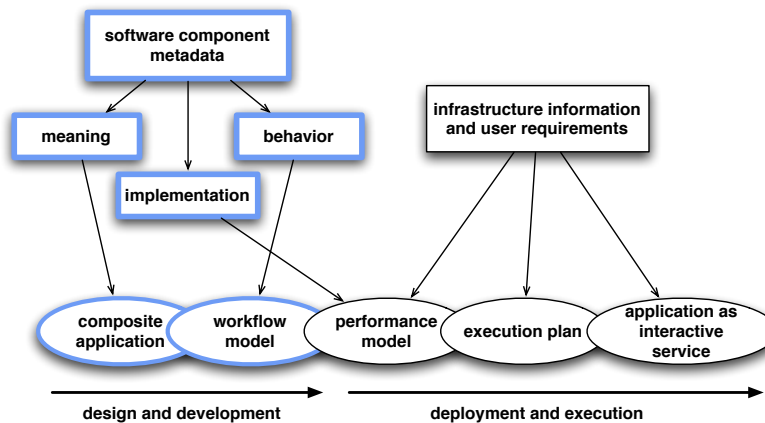 software component
metadata
infrastructure information
and user requirements
meaning
behavior
implementation
composite
application
workflow
model
performance
model
execution plan
application as
interactive
service
design and development
deployment and execution